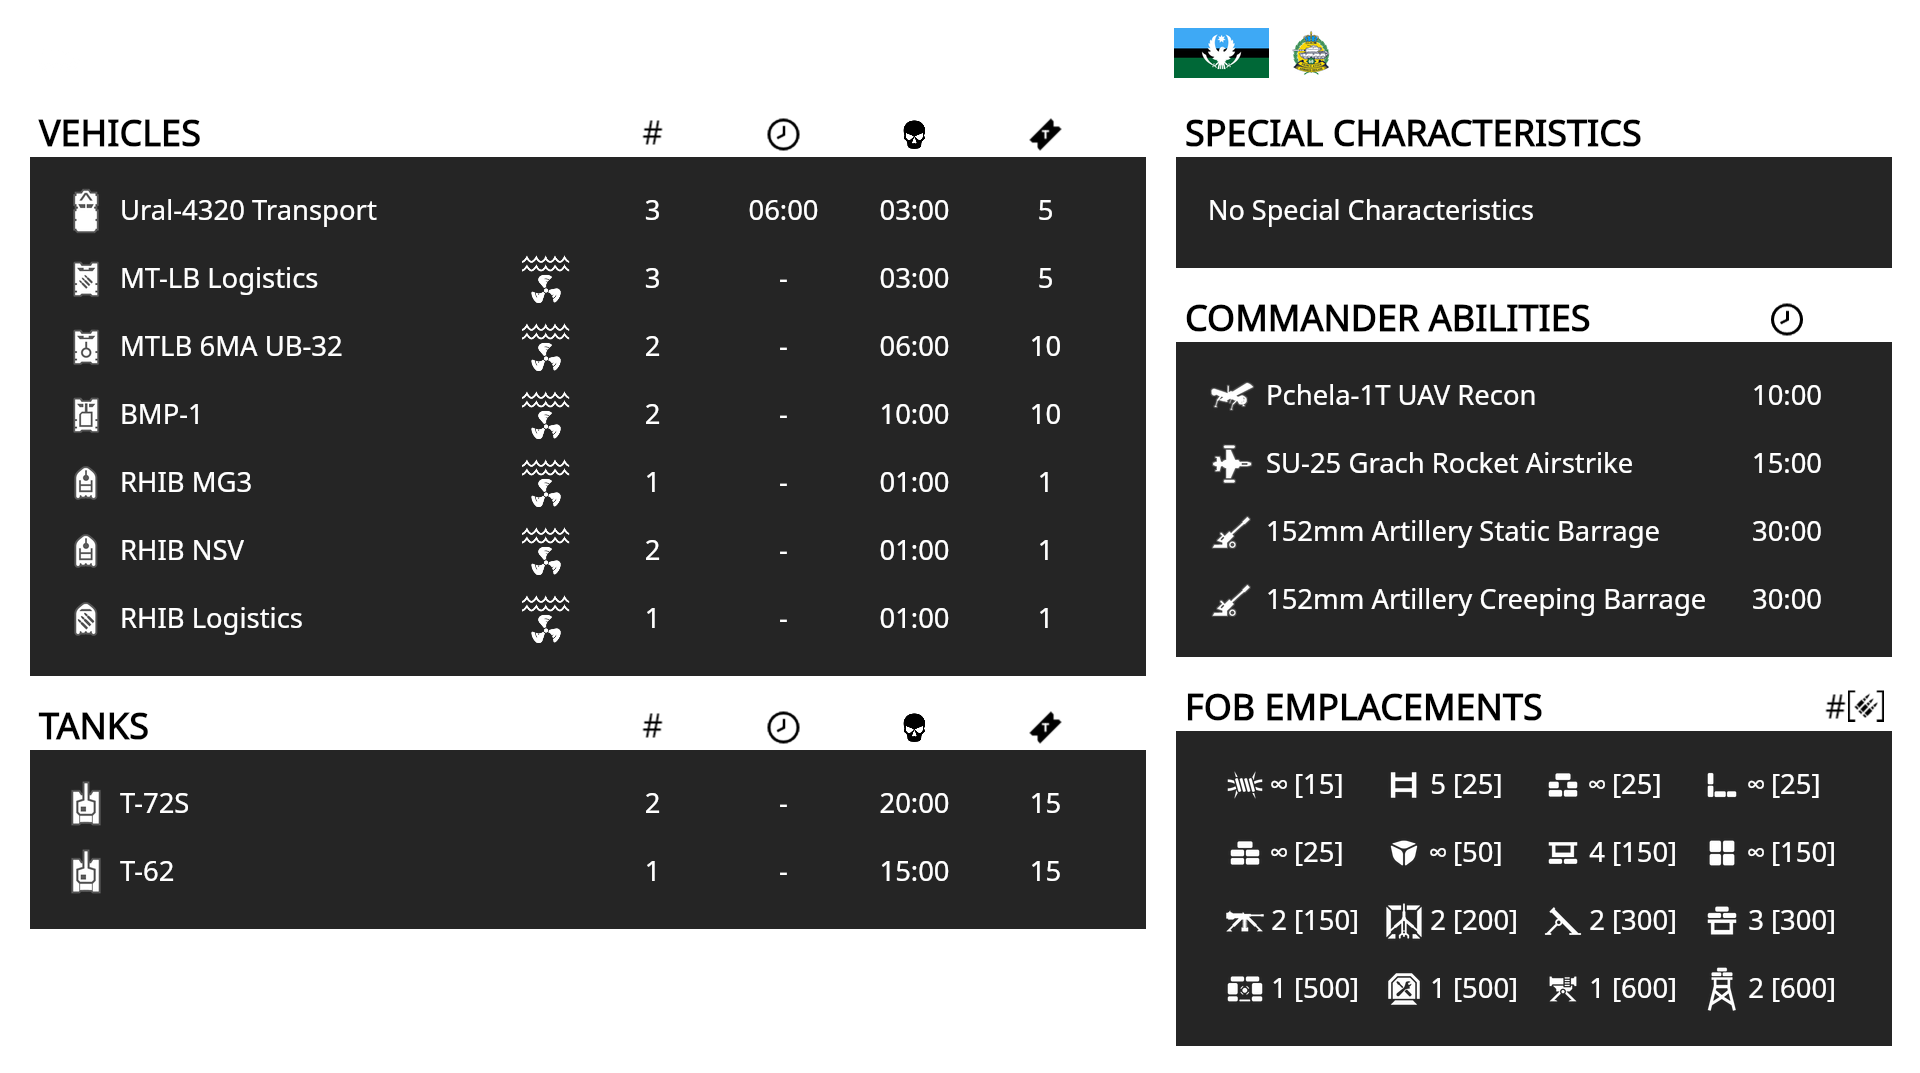 VEHICLES #
Ural-4320 Transport 3 06:00 03:00 5
MT-LB Logistics 3 - 03:00 5
MTLB 6MA UB-32 2 - 06:00 10
BMP-1 2 - 10:00 10
RHIB MG3 1 - 01:00 1
RHIB NSV 2 - 01:00 1
RHIB Logistics 1 - 01:00 1
TANKS #
T-72S 2 - 20:00 15
T-62 1 - 15:00 15
SPECIAL CHARACTERISTICS
No Special Characteristics
COMMANDER ABILITIES
Pchela-1T UAV Recon 10:00
SU-25 Grach Rocket Airstrike 15:00
152mm Artillery Static Barrage 30:00
152mm Artillery Creeping Barrage 30:00
FOB EMPLACEMENTS #[]
∞ [15] 5 [25] ∞ [25] ∞ [25]
∞ [25] ∞ [50] 4 [150] ∞ [150]
2 [150] 2 [200] 2 [300] 3 [300]
1 [500] 1 [500] 1 [600] 2 [600]